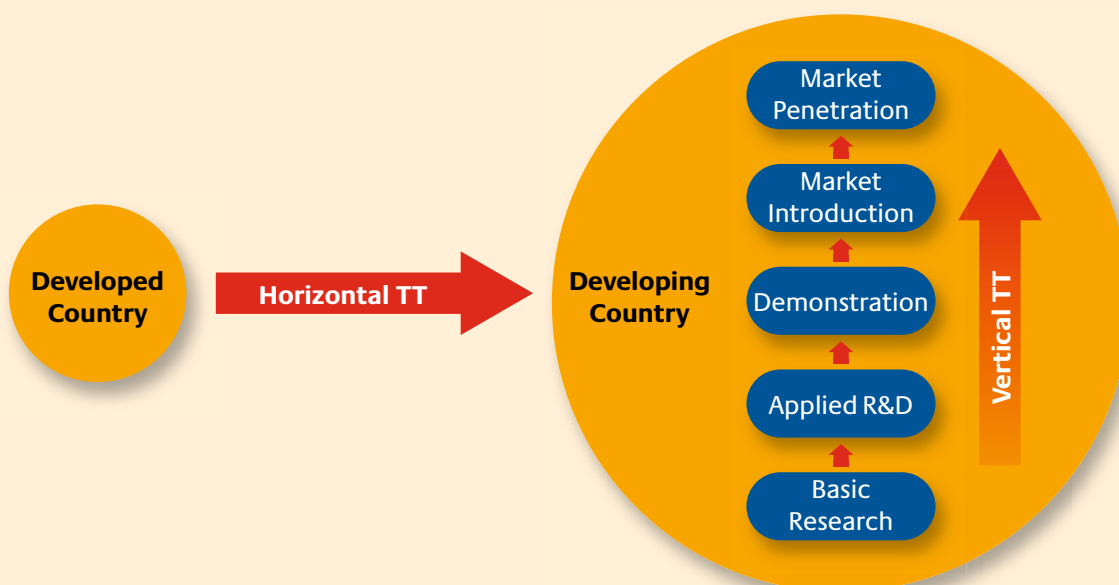 Developed
Country
Horizontal TT
Developing
Country
Market
Penetration
Market
Introduction
Demonstration
Applied R&D
Basic
Research
Vertical TT